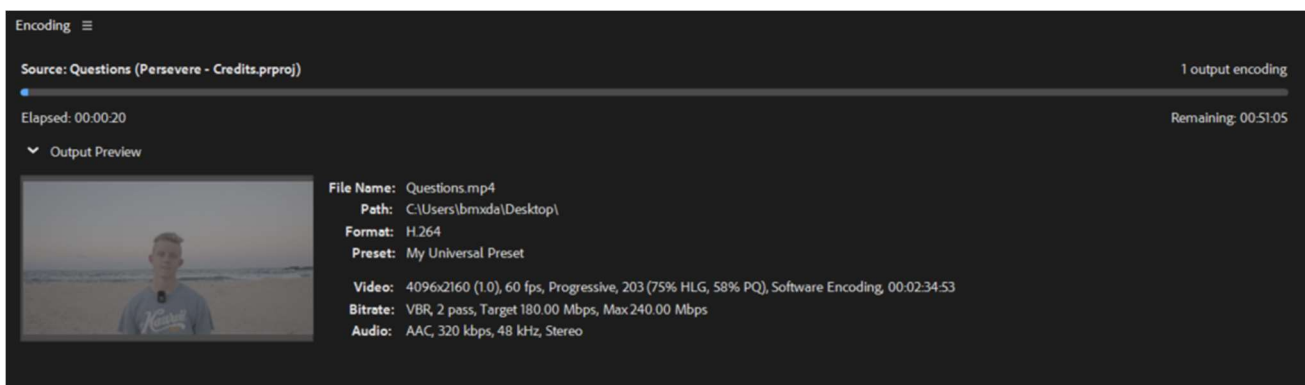 Encoding
Source: Questions (Persevere - Credits.prproj)
1 output encoding
Elapsed: 00:00:20
Remaining: 00:51:05
Output Preview
File Name: Questions.mp4
Path: C:\Users\bmxda\Desktop\
Format: H.264
Preset: My Universal Preset
Video: 4096x2160 (1.0), 60 fps, Progressive, 203 (75% HLG, 58% PQ), Software Encoding, 00:02:34:53
Bitrate: VBR, 2 pass, Target 180.00 Mbps, Max 240.00 Mbps
Audio: AAC, 320 kbps, 48 kHz, Stereo